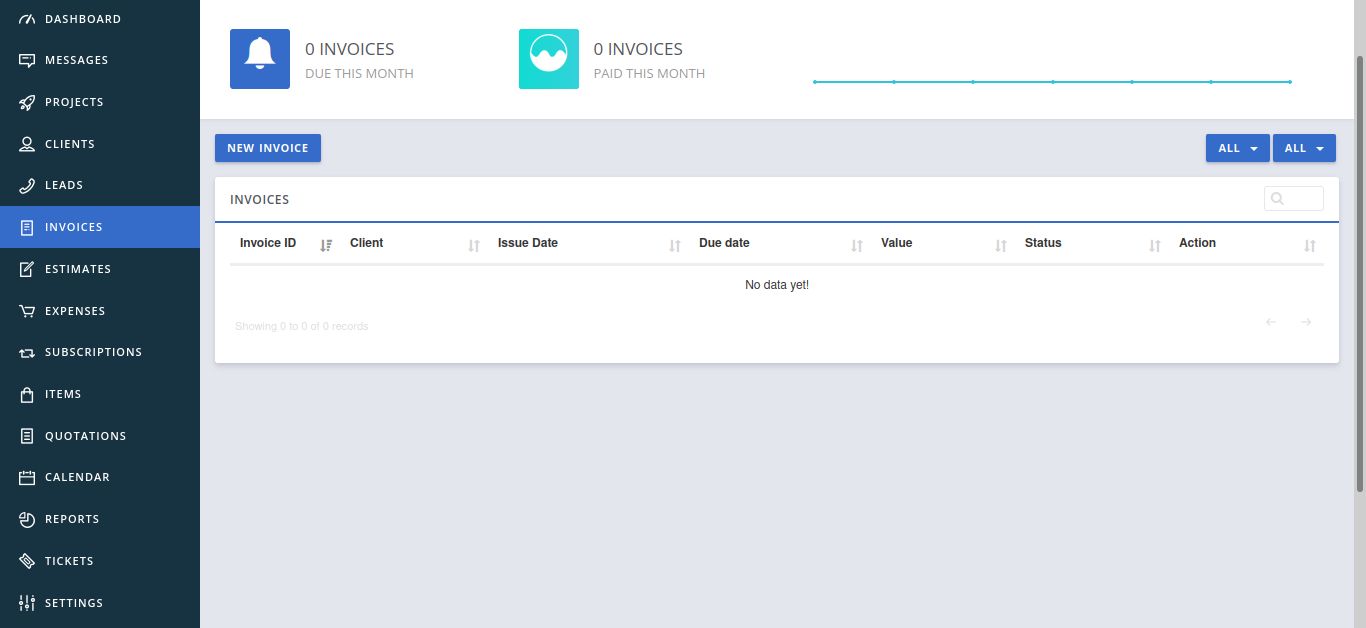 DASHBOARD
MESSAGES
PROJECTS
CLIENTS
LEADS
INVOICES
ESTIMATES
EXPENSES
SUBSCRIPTIONS
ITEMS
QUOTATIONS
CALENDAR
REPORTS
TICKETS
SETTINGS
0 INVOICES
DUE THIS MONTH
0 INVOICES
PAID THIS MONTH
NEW INVOICE
ALL ALL
INVOICES
Invoice ID Client Issue Date Due date Value Status Action
No data yet!
Showing 0 to 0 of 0 records